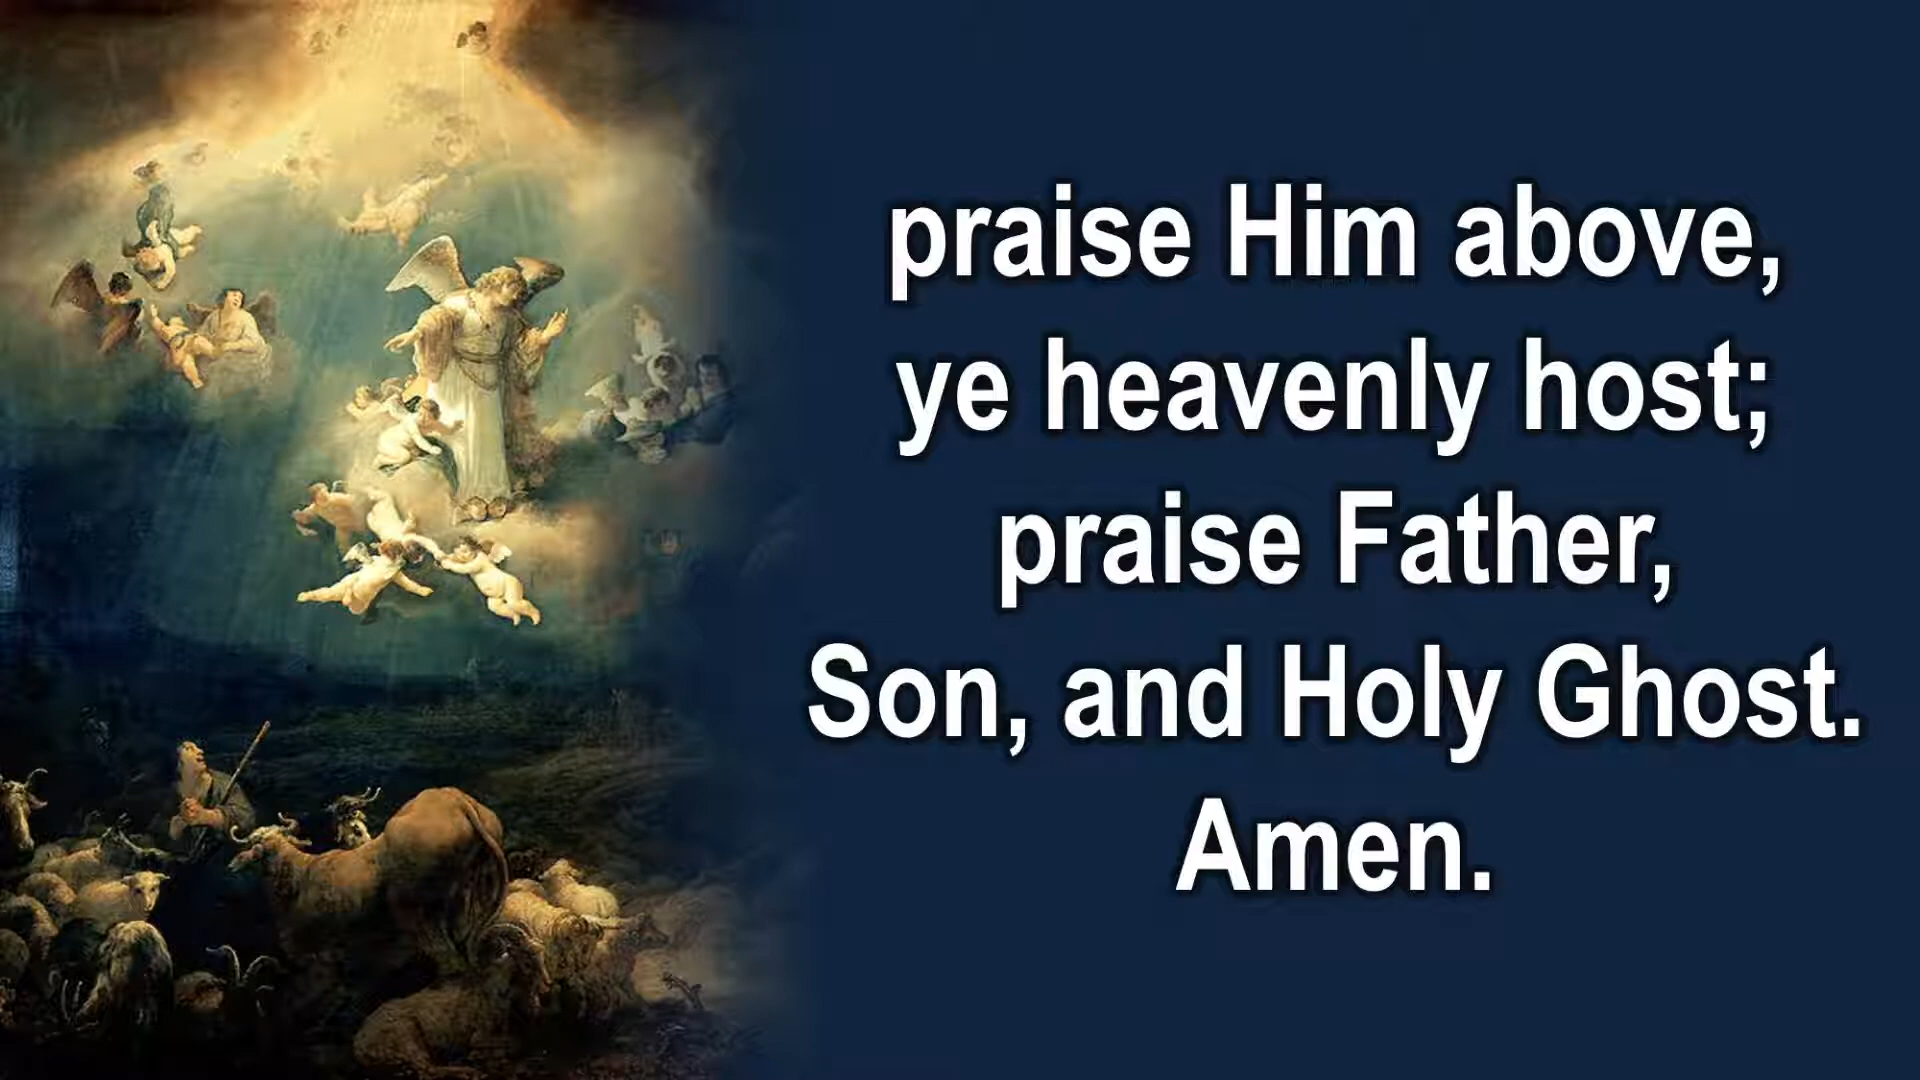 praise Him above,
ye heavenly host;
praise Father,
Son, and Holy Ghost.
Amen.